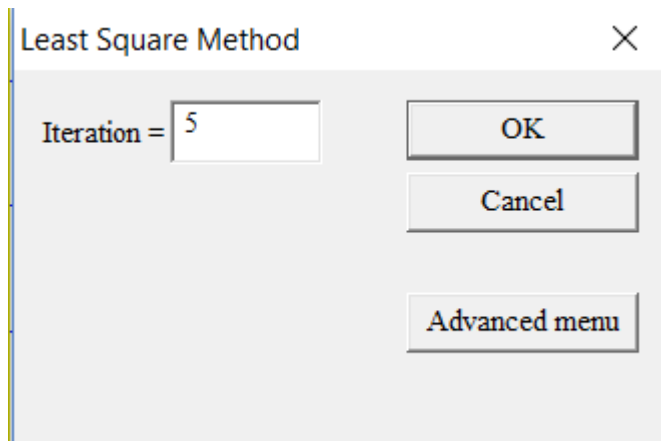 Least Square Method
Iteration = 5
OK
Cancel
Advanced menu